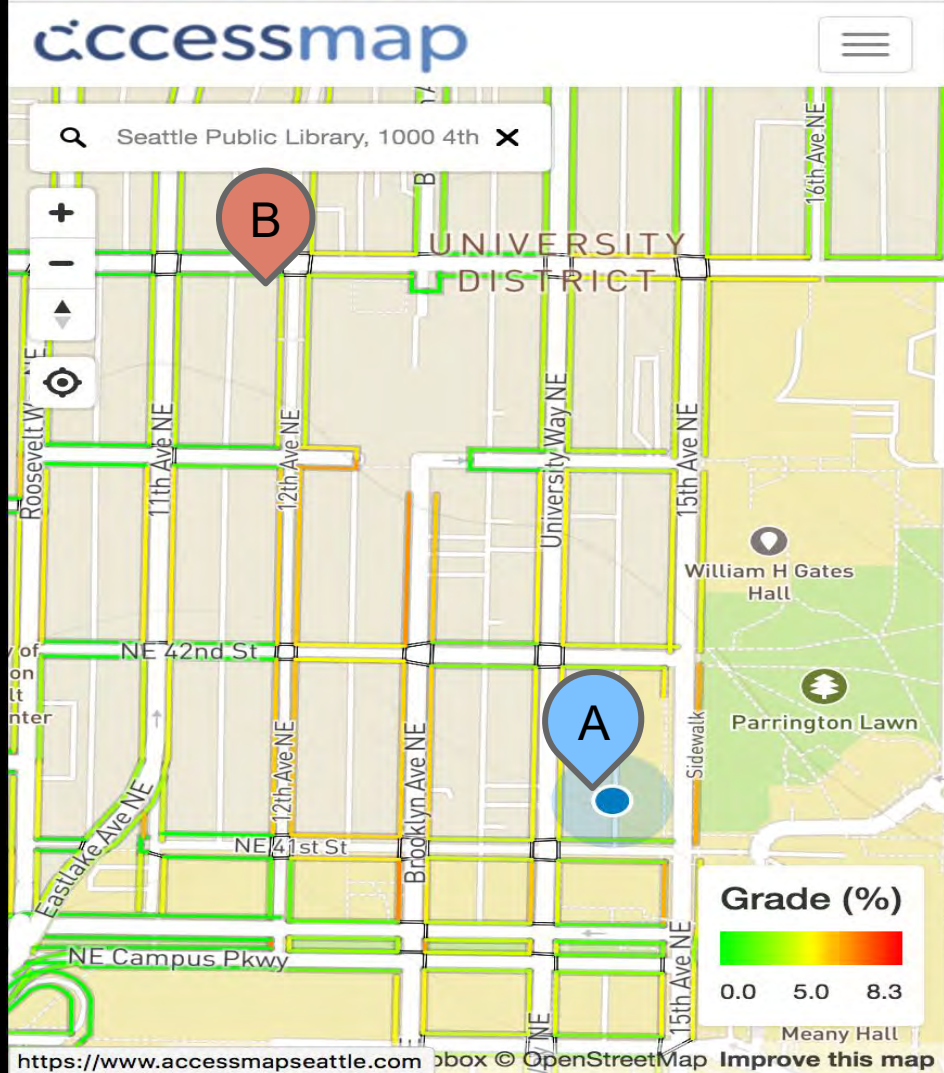 accessmap
Seattle Public Library, 1000 4th
B
16th Ave NE
UNIVERSITY
DISTRICT
11th Ave NE
12th Ave NE
University Way NE
15th Ave NE
William H Gates
Hall
NE 42nd St
A
Parrington Lawn
Sidewalk
12th Ave NE
Brooklyn Ave NE
Eastlake Ave NE
NE 41st St
Grade (%)
0.0 5.0 8.3
NE Campus Pkwy
15th Ave NE
Meany Hall
https://www.accessmapseattle.com © OpenStreetMap Improve this map